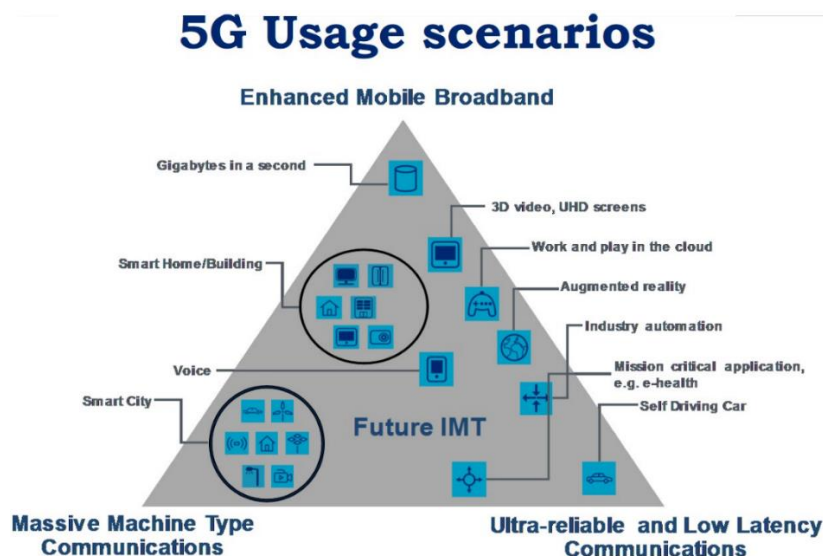 5G Usage scenarios
Enhanced Mobile Broadband
Gigabytes in a second
3D video, UHD screens
Work and play in the cloud
Smart Home/Building
Augmented reality
Industry automation
Voice
Mission critical application,
e.g. e-health
Smart City
Self Driving Car
Future IMT
Massive Machine Type
Communications
Ultra-reliable and Low Latency
Communications